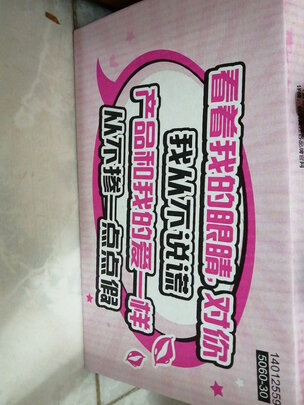 看着我的眼睛,对你
我从不说谎
产品和我的爱一样
从不掺一点点假
14012559
5060-30